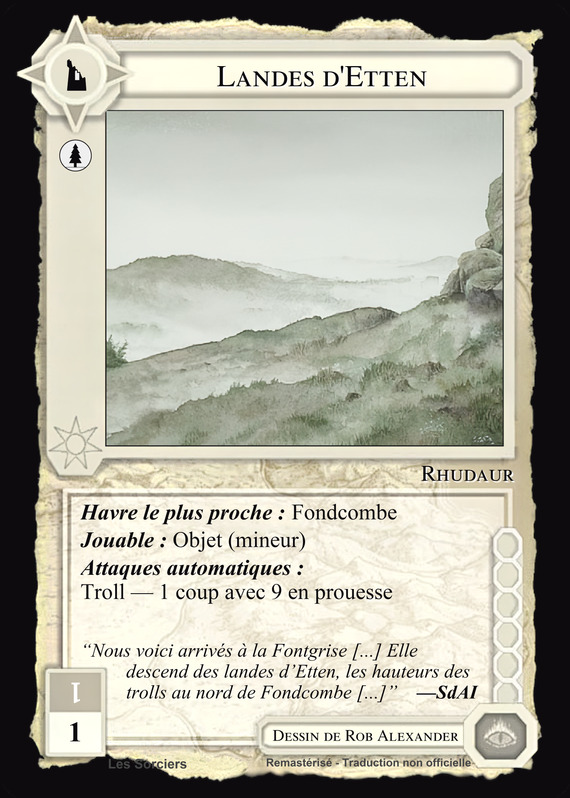 Landes d'Etten
Rhudaur
Havre le plus proche : Fondcombe
Jouable : Objet (mineur)
Attaques automatiques :
Troll — 1 coup avec 9 en prouesse
“Nous voici arrivés à la Fontgrise [...] Elle
descend des landes d’Etten, les hauteurs des
trolls au nord de Fondcombe [...]” —SdAI
1
1
Dessin de Rob Alexander
Les Sorciers
Remastérisé - Traduction non officielle